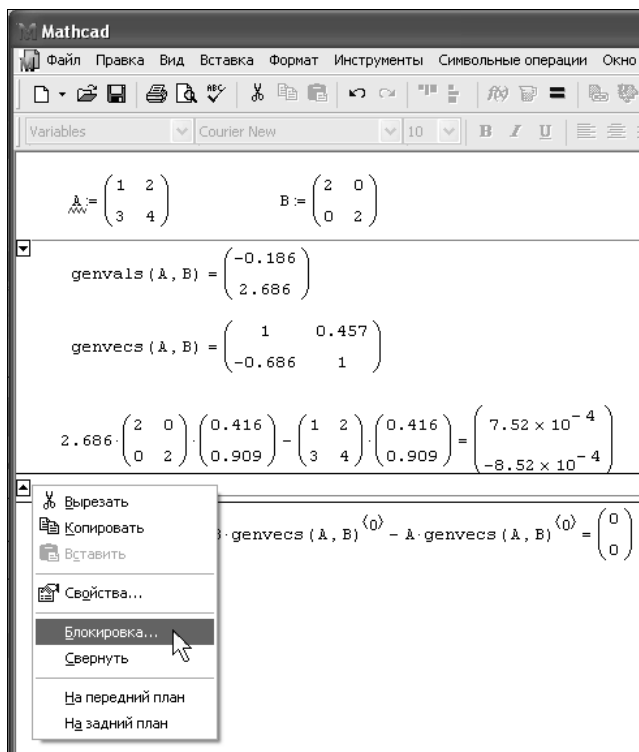 Mathcad
Файл Правка Вид Вставка Формат Инструменты Символьные операции Окно
ABC f(x) =
Variables Courier New 10 B I U
A:=(1 2 3 4) B:=(2 0 0 2)
genvals(A,B)=(-0.186 2.686)
genvecs(A,B)=(1 0.457 -0.686 1)
2.686·(2 0 0 2)·(0.416 0.909)-(1 2 3 4)·(0.416 0.909)=(7.52×10^-4 -8.52×10^-4)
Вырезать
Копировать
·genvecs(A,B)^⟨0⟩-A·genvecs(A,B)^⟨0⟩=(0 0)
Вставить
Свойства...
Блокировка...
Свернуть
На передний план
На задний план